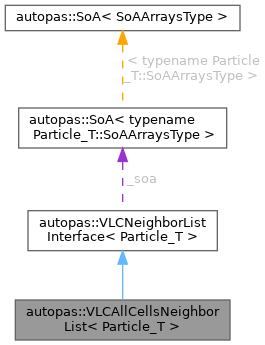 autopas::SoA< SoAArraysType >
< typename Particle
_T::SoAArraysType >
autopas::SoA< typename
Particle_T::SoAArraysType >
_soa
autopas::VLCNeighborList
Interface< Particle_T >
autopas::VLCAllCellsNeighbor
List< Particle_T >